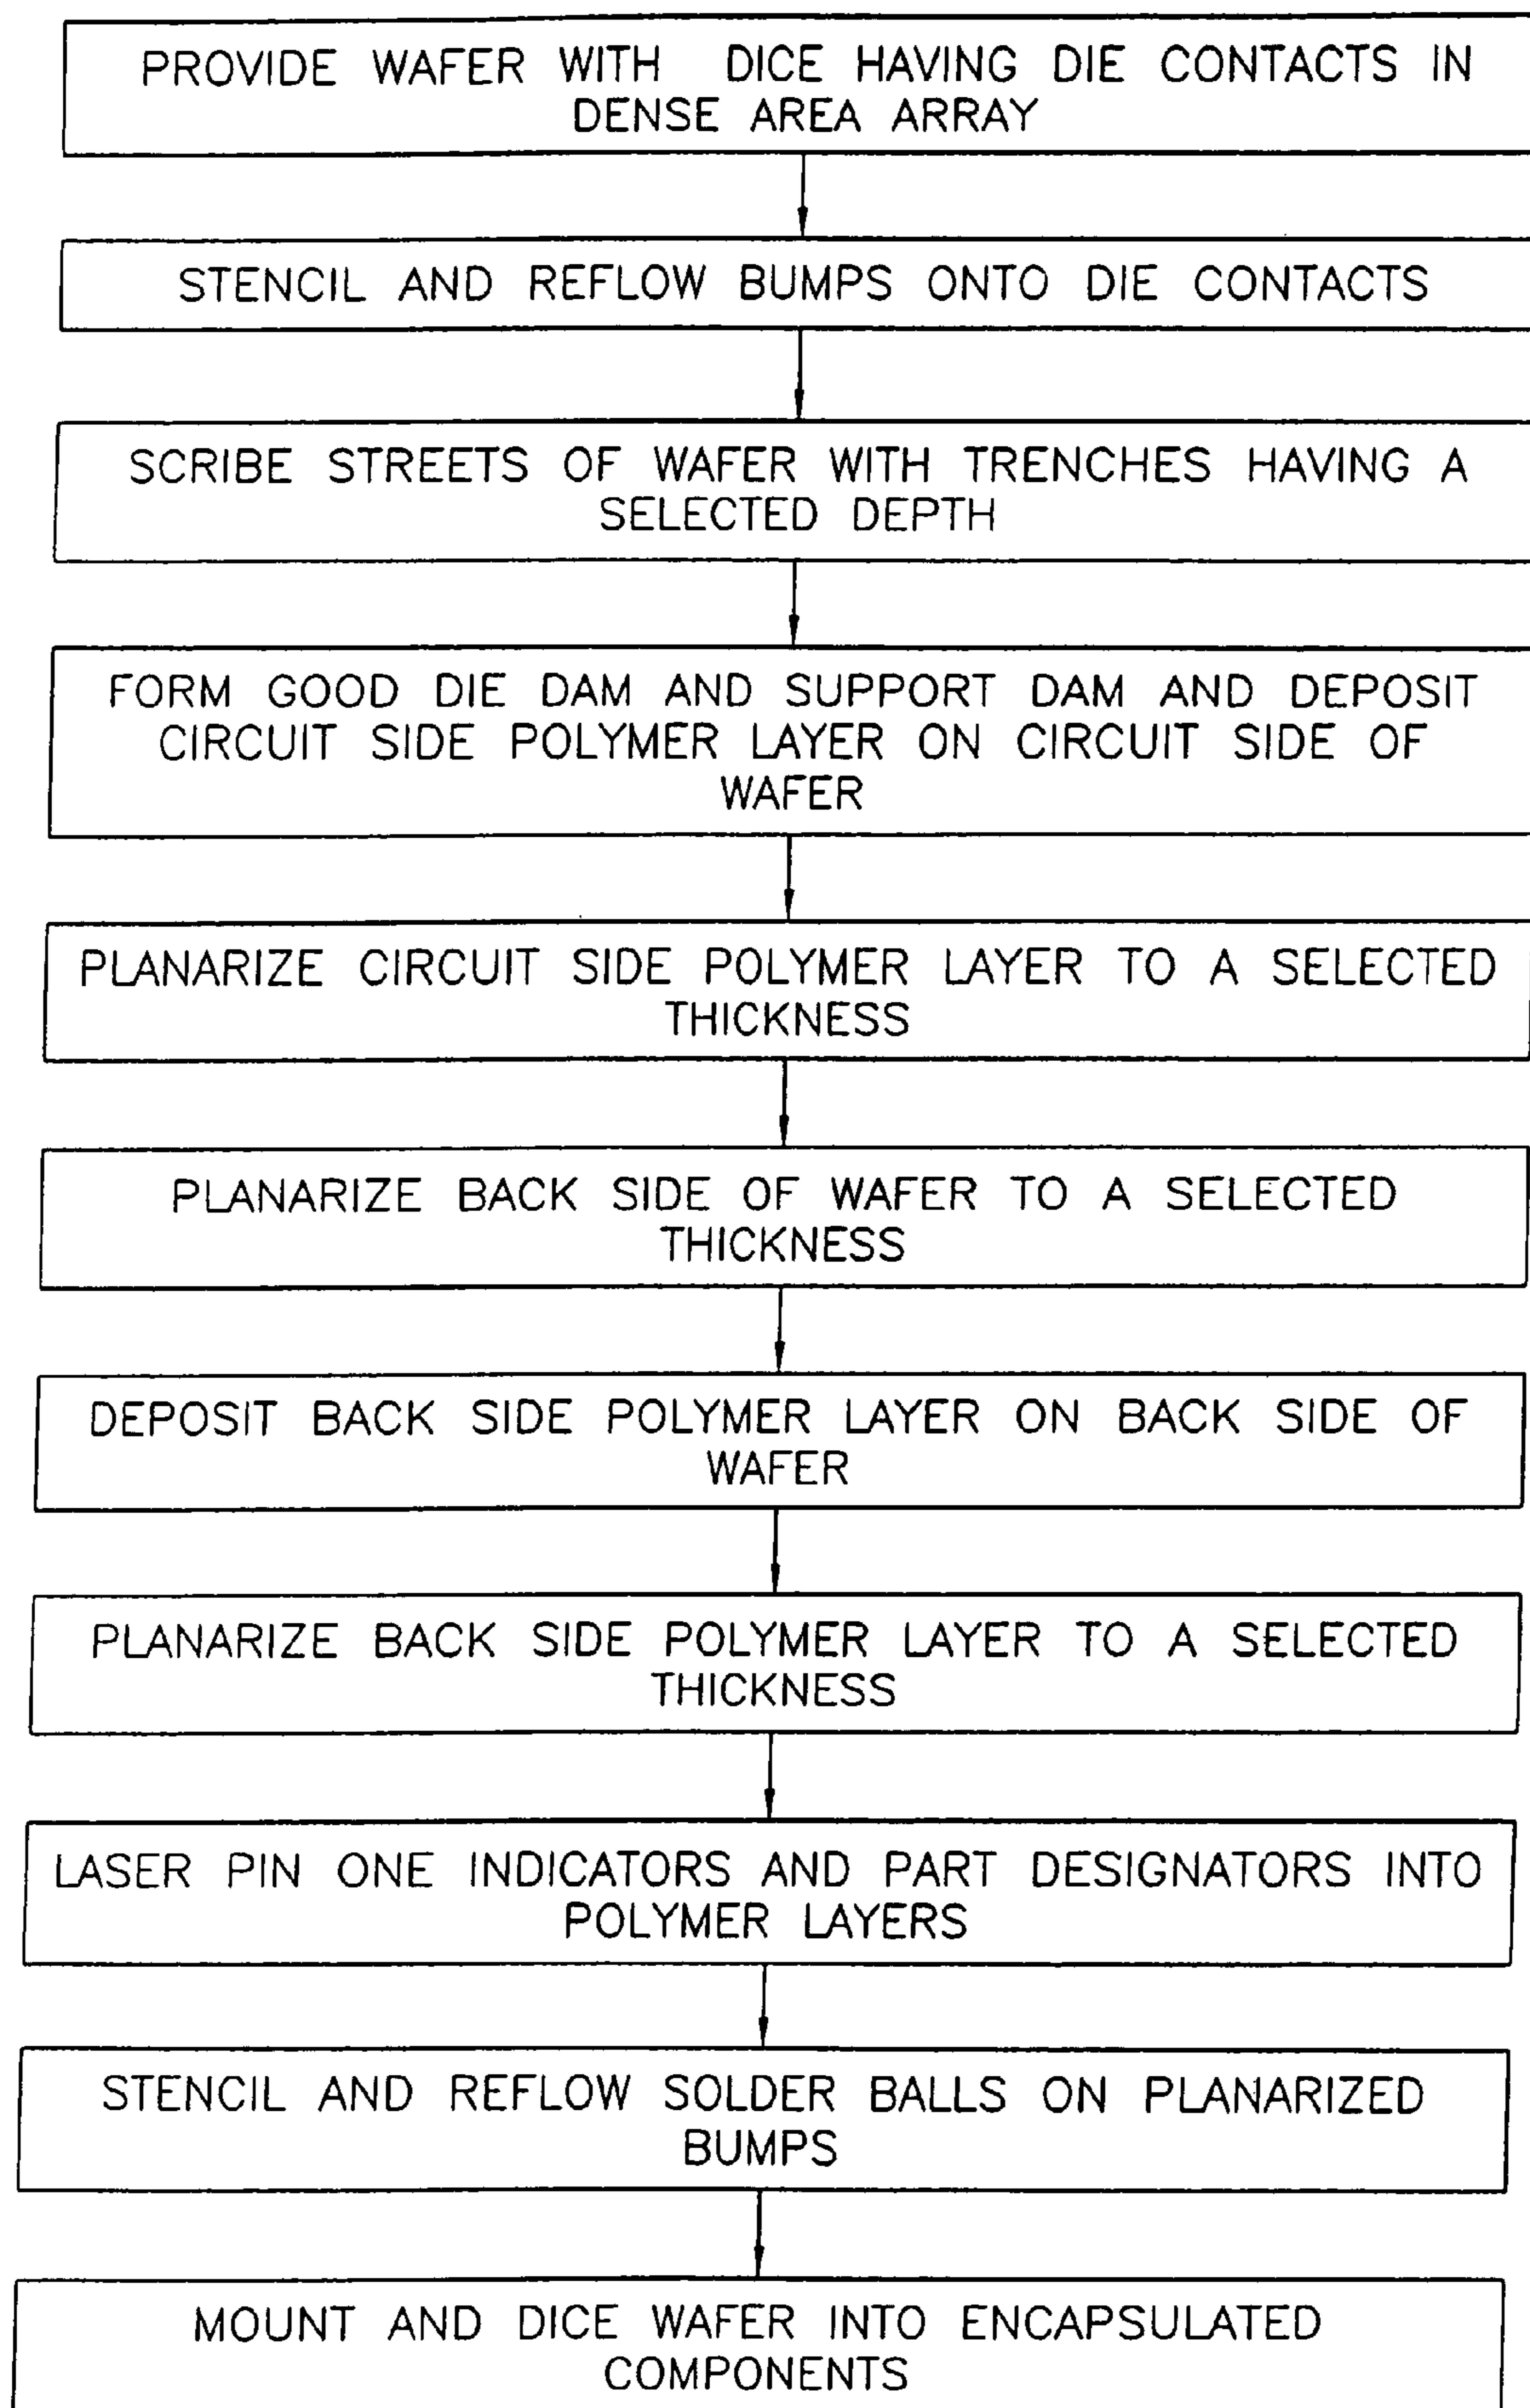 PROVIDE WAFER WITH DICE HAVING DIE CONTACTS IN
DENSE AREA ARRAY
STENCIL AND REFLOW BUMPS ONTO DIE CONTACTS
SCRIBE STREETS OF WAFER WITH TRENCHES HAVING A
SELECTED DEPTH
FORM GOOD DIE DAM AND SUPPORT DAM AND DEPOSIT
CIRCUIT SIDE POLYMER LAYER ON CIRCUIT SIDE OF
WAFER
PLANARIZE CIRCUIT SIDE POLYMER LAYER TO A SELECTED
THICKNESS
PLANARIZE BACK SIDE OF WAFER TO A SELECTED
THICKNESS
DEPOSIT BACK SIDE POLYMER LAYER ON BACK SIDE OF
WAFER
PLANARIZE BACK SIDE POLYMER LAYER TO A SELECTED
THICKNESS
LASER PIN ONE INDICATORS AND PART DESIGNATORS INTO
POLYMER LAYERS
STENCIL AND REFLOW SOLDER BALLS ON PLANARIZED
BUMPS
MOUNT AND DICE WAFER INTO ENCAPSULATED
COMPONENTS